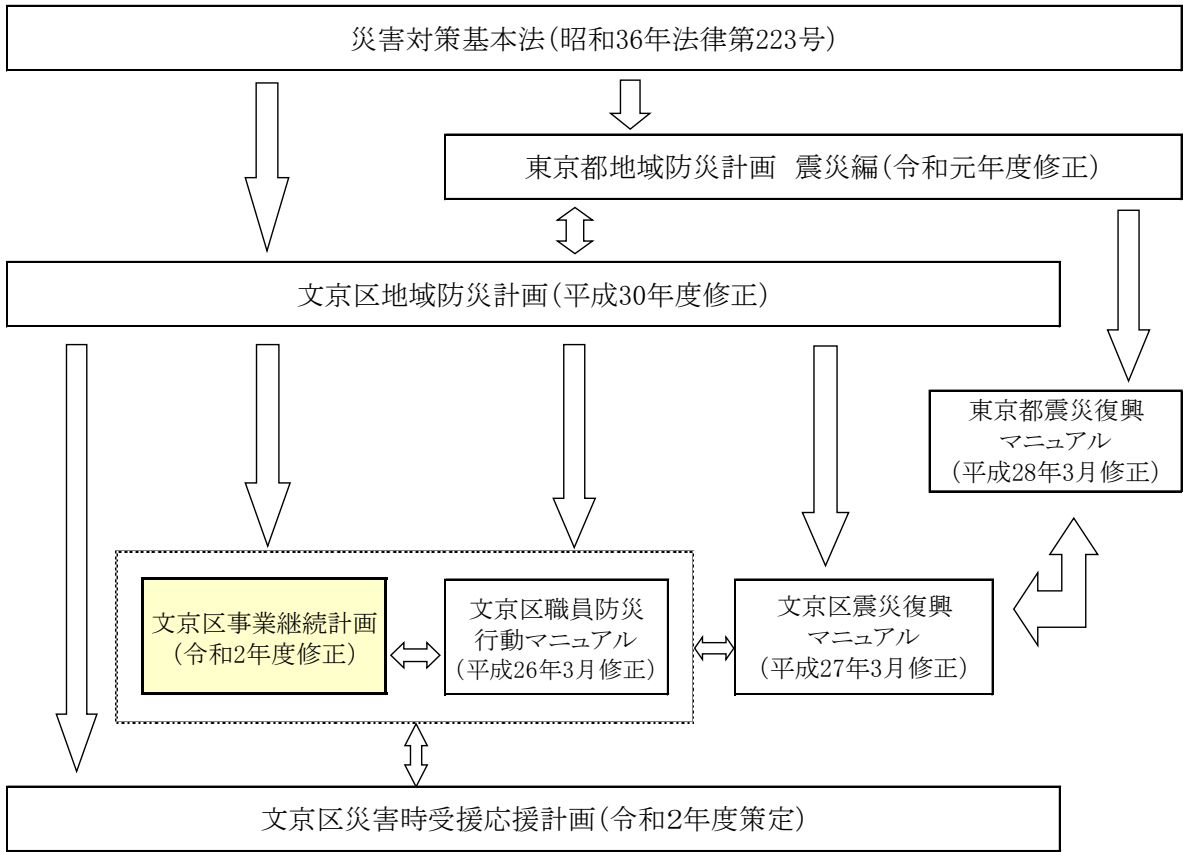 災害対策基本法(昭和36年法律第223号)
東京都地域防災計画 震災編(令和元年度修正)
文京区地域防災計画(平成30年度修正)
東京都震災復興
マニュアル
(平成28年3月修正)
文京区事業継続計画
(令和2年度修正)
文京区職員防災
行動マニュアル
(平成26年3月修正)
文京区震災復興
マニュアル
(平成27年3月修正)
文京区災害時受援応援計画(令和2年度策定)